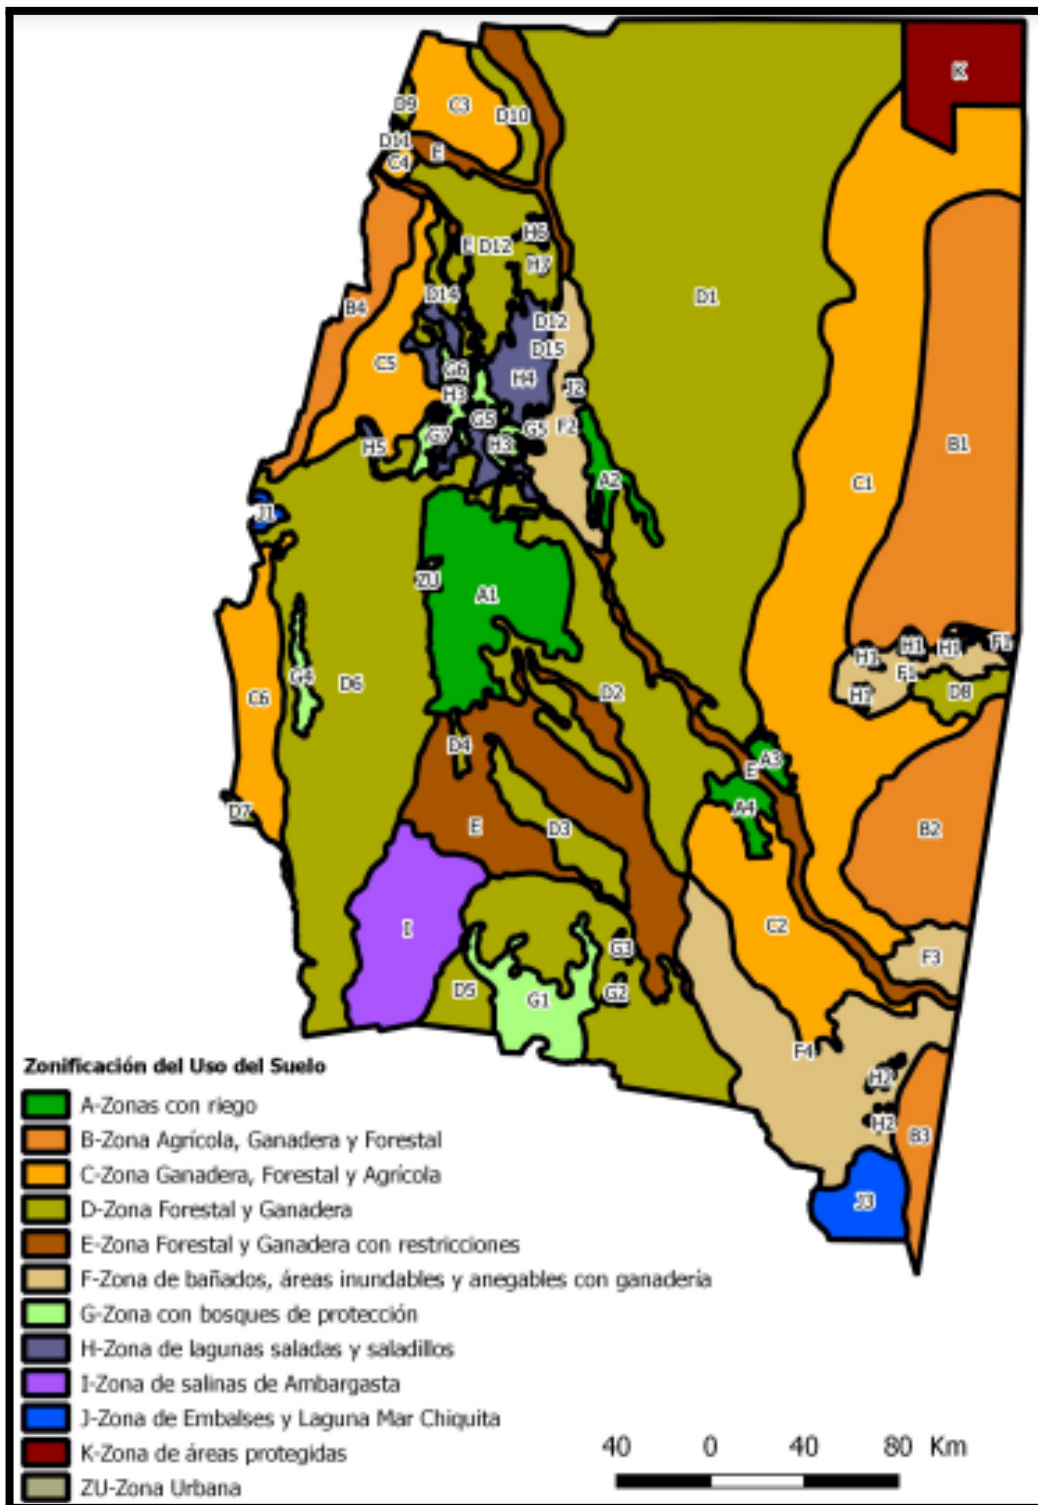 K
C3
D9
D10
D11
E
C4
H6
E
D12
H7
D14
D1
B4
D12
D15
C5
G6
H4
J2
H3
G5
F2
G5
G7
H3
H5
B1
A2
C1
J1
ZU
A1
H1
H1
F1
H1
F1
G4
D6
C6
D2
H1
D8
D4
A3
E
D7
A4
E
D3
B2
I
C2
G3
F3
D5
G1
G2
F4
H2
H2
B3
J3
Zonificación del Uso del Suelo
A-Zonas con riego
B-Zona Agrícola, Ganadera y Forestal
C-Zona Ganadera, Forestal y Agrícola
D-Zona Forestal y Ganadera
E-Zona Forestal y Ganadera con restricciones
F-Zona de bañados, áreas inundables y anegables con ganadería
G-Zona con bosques de protección
H-Zona de lagunas saladas y saladillos
I-Zona de salinas de Ambargasta
J-Zona de Embalses y Laguna Mar Chiquita
K-Zona de áreas protegidas
ZU-Zona Urbana
40 0 40 80 Km